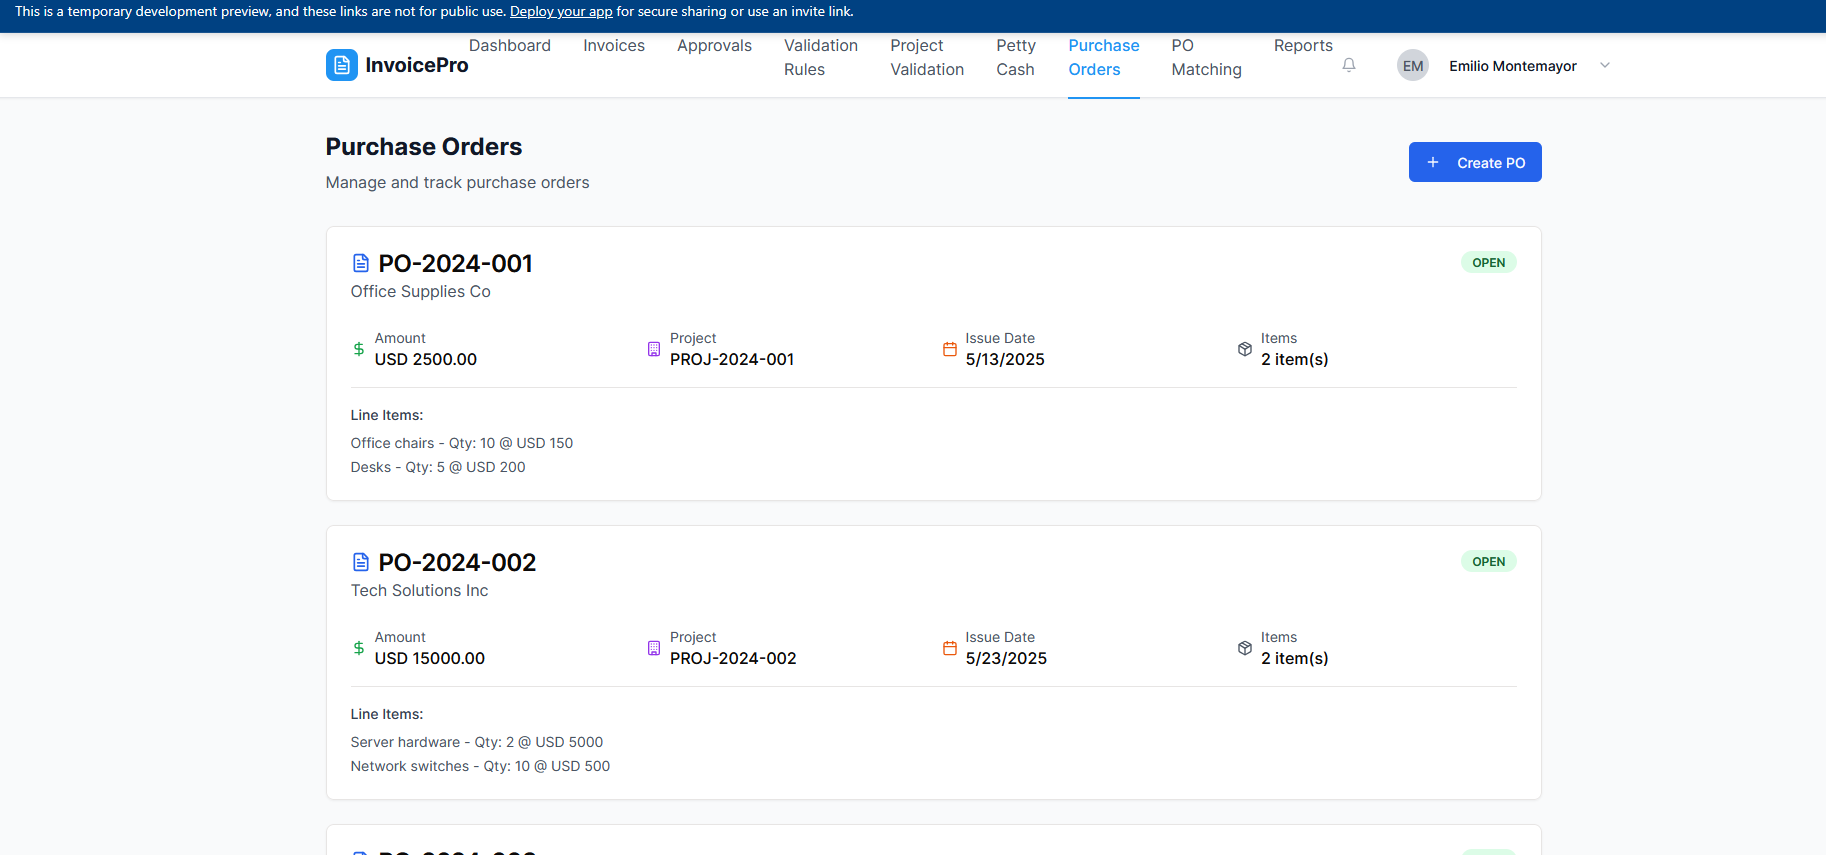 This is a temporary development preview, and these links are not for public use. Deploy your app for secure sharing or use an invite link.
InvoicePro
Dashboard
Invoices
Approvals
Validation
Rules
Project
Validation
Petty
Cash
Purchase
Orders
PO
Matching
Reports
EM
Emilio Montemayor
Purchase Orders
Manage and track purchase orders
+ Create PO
PO-2024-001
OPEN
Office Supplies Co
Amount
USD 2500.00
Project
PROJ-2024-001
Issue Date
5/13/2025
Items
2 item(s)
Line Items:
Office chairs - Qty: 10 @ USD 150
Desks - Qty: 5 @ USD 200
PO-2024-002
OPEN
Tech Solutions Inc
Amount
USD 15000.00
Project
PROJ-2024-002
Issue Date
5/23/2025
Items
2 item(s)
Line Items:
Server hardware - Qty: 2 @ USD 5000
Network switches - Qty: 10 @ USD 500